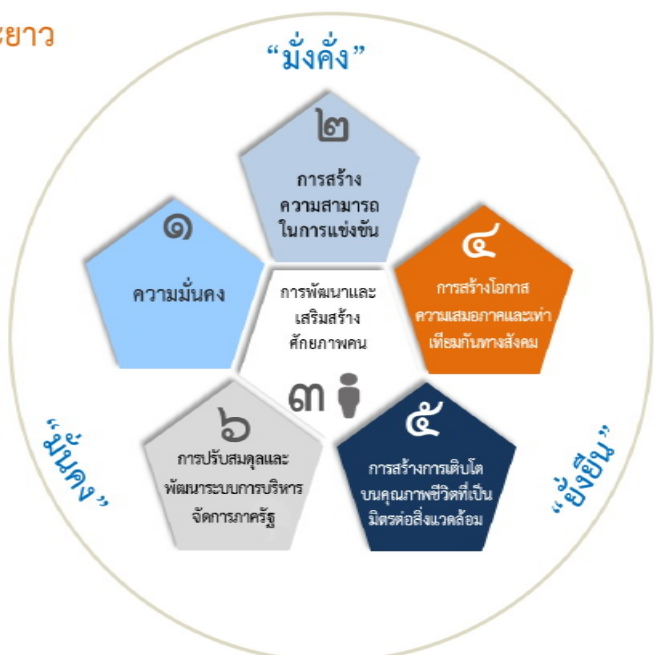 ะยาว
“มั่งคั่ง”
๒
การสร้าง
ความสามารถ
ในการแข่งขัน
๑
ความมั่นคง
๔
การสร้างโอกาส
ความเสมอภาคและเท่า
เทียมกันทางสังคม
การพัฒนาและ
เสริมสร้าง
ศักยภาพคน
๓
๖
การปรับสมดุลและ
พัฒนาระบบการบริหาร
จัดการภาครัฐ
๕
การสร้างการเติบโต
บนคุณภาพชีวิตที่เป็น
มิตรต่อสิ่งแวดล้อม
“มั่นคง”
“ยั่งยืน”